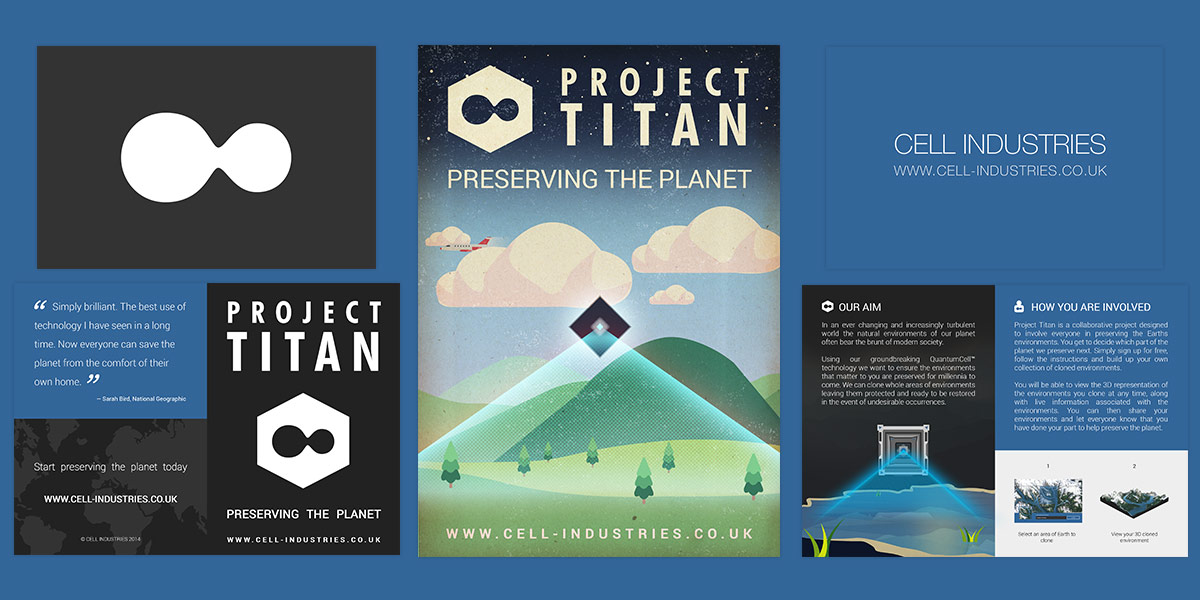 “ Simply brilliant. The best use of
technology I have seen in a long
time. Now everyone can save the
planet from the comfort of their
own home. ”
— Sarah Bird, National Geographic
Start preserving the planet today
WWW.CELL-INDUSTRIES.CO.UK
© CELL INDUSTRIES 2014
PROJECT
TITAN
PRESERVING THE PLANET
WWW.CELL-INDUSTRIES.CO.UK
PROJECT
TITAN
PRESERVING THE PLANET
WWW.CELL-INDUSTRIES.CO.UK
CELL INDUSTRIES
WWW.CELL-INDUSTRIES.CO.UK
OUR AIM
In an ever changing and increasingly turbulent
world the natural environments of our planet
often bear the brunt of modern society.
Using our groundbreaking QuantumCell™
technology we want to ensure the environments
that matter to you are preserved for millennia to
come. We can clone whole areas of environments
leaving them protected and ready to be restored
in the event of undesirable occurrences.
HOW YOU ARE INVOLVED
Project Titan is a collaborative project designed
to involve everyone in preserving the Earths
environments. You get to decide which part of the
planet we preserve next. Simply sign up for free,
follow the instructions and build up your own
collection of cloned environments.
You will be able to view the 3D representation of
the environments you clone at any time, along
with live information associated with the
environments. You can then share your
environments and let everyone know that you
have done your part to help preserve the planet.
1
Select an area of Earth to
clone
2
View your 3D cloned
environment